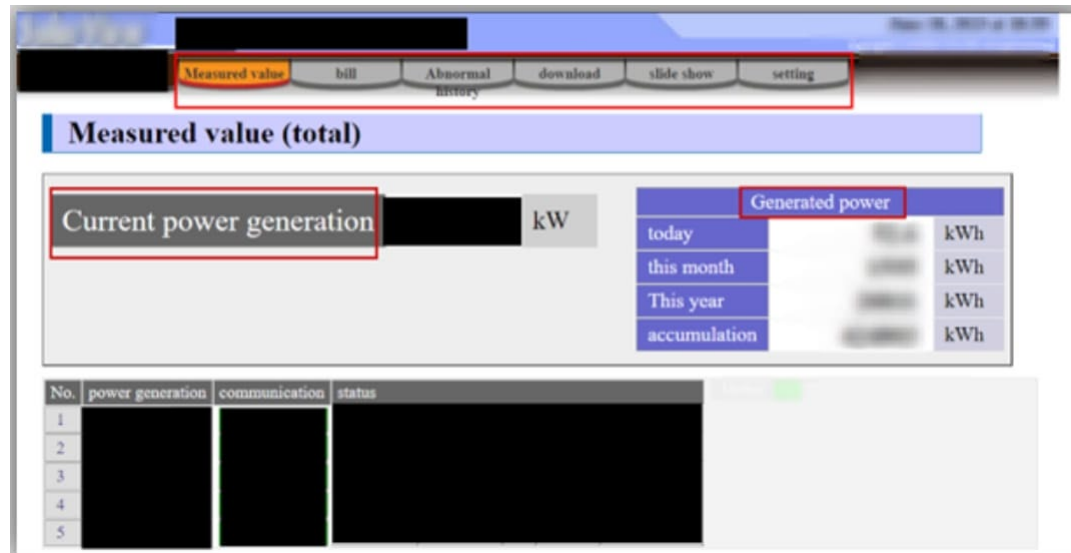 Measured value bill Abnormal history download slide show setting
Measured value (total)
Current power generation kW
Generated power
today kWh
this month kWh
This year kWh
accumulation kWh
No. power generation communication status
1
2
3
4
5